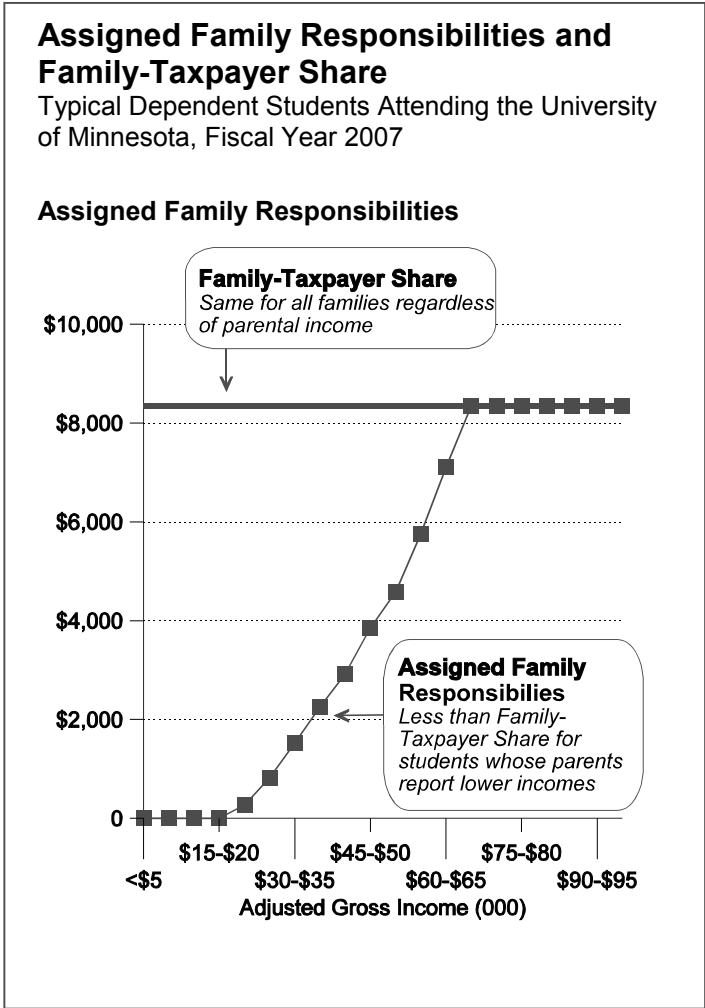 Assigned Family Responsibilities and
Family-Taxpayer Share
Typical Dependent Students Attending the University
of Minnesota, Fiscal Year 2007
Assigned Family Responsibilities
Family-Taxpayer Share
Same for all families regardless
of parental income
$10,000
$8,000
$6,000
$4,000
$2,000
0
Assigned Family
Responsibilies
Less than Family-
Taxpayer Share for
students whose parents
report lower incomes
$15-$20 $45-$50 $75-$80
<$5 $30-$35 $60-$65 $90-$95
Adjusted Gross Income (000)